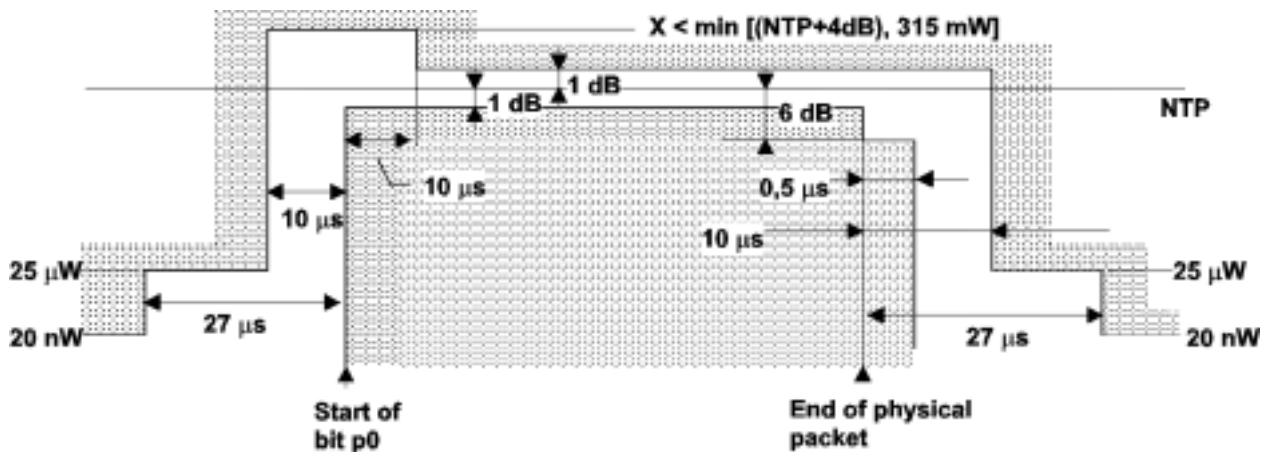 X < min [(NTP+4dB), 315 mW]
1 dB
1 dB
6 dB
NTP
10 μs
0,5 μs
10 μs
10 μs
25 μW
25 μW
27 μs
27 μs
20 nW
20 nW
Start of
bit p0
End of physical
packet